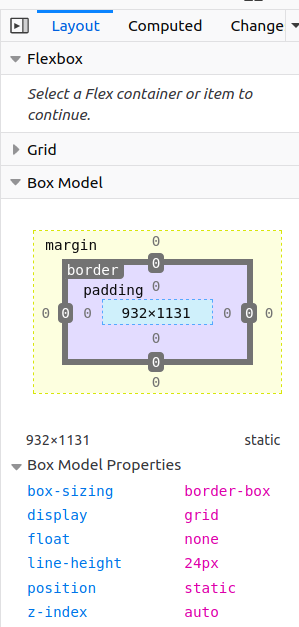 Layout Computed Change
Flexbox
Select a Flex container or item to
continue.
Grid
Box Model
margin 0
border 0
padding 0
0 0 0 932×1131 0 0 0
0
0
0
932×1131 static
Box Model Properties
box-sizing border-box
display grid
float none
line-height 24px
position static
z-index auto